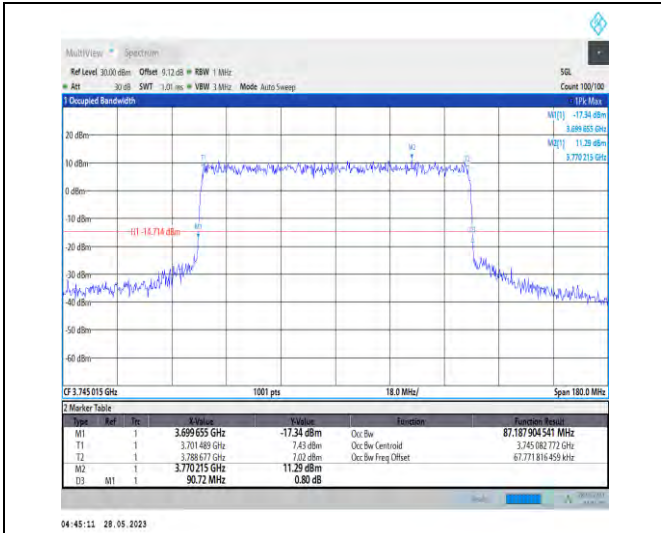 MultiView Spectrum
Ref Level 30.00 dBm Offset 9.12 dB RBW 1 MHz SGL
Att 30 dB SWT 1.01 ms VBW 3 MHz Mode Auto Sweep Count 100/100
1 Occupied Bandwidth 1Pk Max
M1[1] -17.34 dBm
3.699 655 GHz
M2[1] 11.29 dBm
3.770 215 GHz
20 dBm
M2
T1
10 dBm
0 dBm
-10 dBm
H1 -14.714 dBm M1
-20 dBm
-30 dBm
-40 dBm
-50 dBm
-60 dBm
CF 3.745 015 GHz 1001 pts 18.0 MHz/ Span 180.0 MHz
2 Marker Table
Type Ref Trc X-Value Y-Value Function Function Result
M1 1 3.699 655 GHz -17.34 dBm Occ Bw 87.187 904 541 MHz
T1 1 3.701 489 GHz 7.43 dBm Occ Bw Centroid 3.745 082 772 GHz
T2 1 3.788 677 GHz 7.02 dBm Occ Bw Freq Offset 67.771 816 459 kHz
M2 1 3.770 215 GHz 11.29 dBm
D3 M1 1 90.72 MHz 0.80 dB
04:45:11 28.05.2023